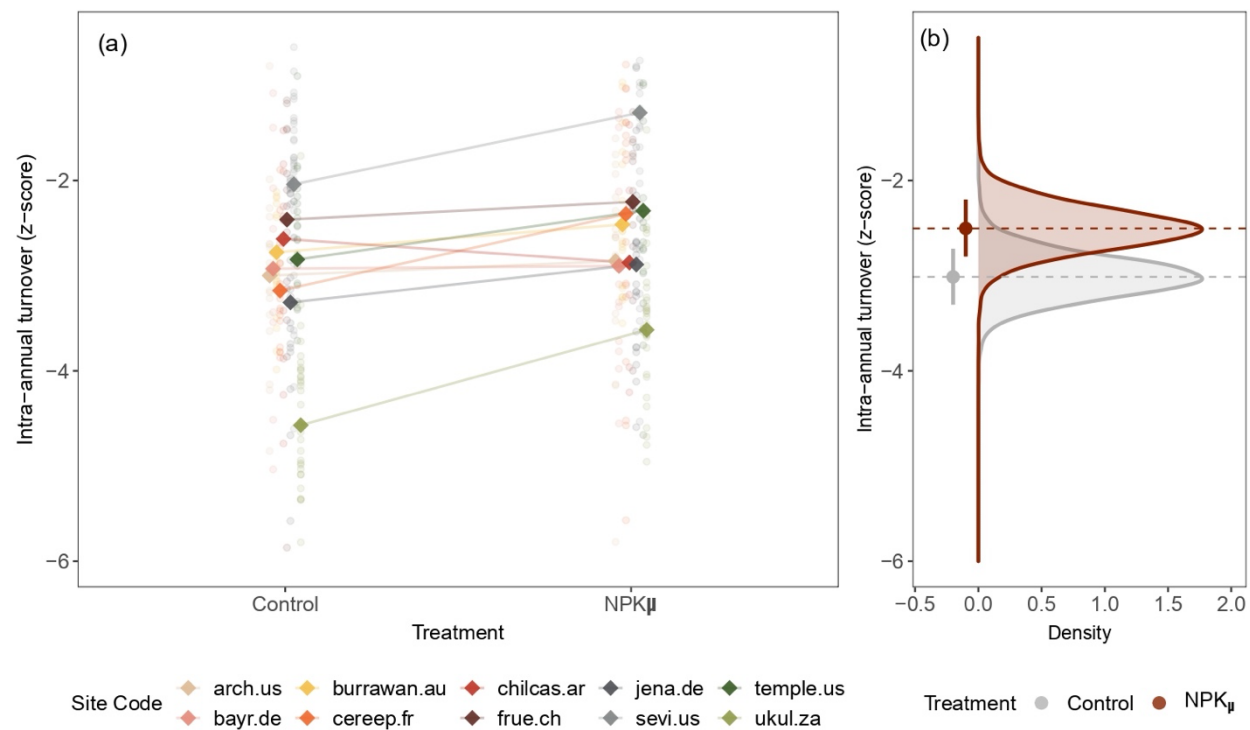 (a)
(b)
Intra−annual turnover (z−score)
−2
−4
−6
Control
NPKμ
Treatment
Intra−annual turnover (z−score)
−2
−4
−6
−0.5 0.0 0.5 1.0 1.5 2.0
Density
Site Code
arch.us burrawan.au chilcas.ar jena.de temple.us
bayr.de cereep.fr frue.ch sevi.us ukul.za
Treatment Control NPKμ